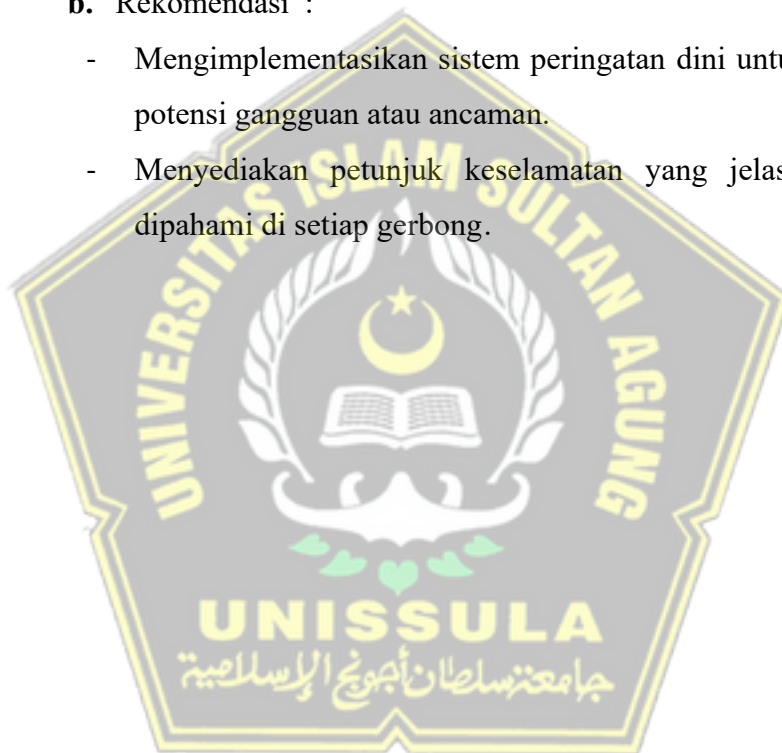 b. Rekomendasi :
- Mengimplementasikan sistem peringatan dini untu
potensi gangguan atau ancaman.
- Menyediakan petunjuk keselamatan yang jelas
dipahami di setiap gerbong.
UNIVERSITAS ISLAM SULTAN AGUNG
UNISSULA
جامعة سلطان أجونج الإسلامية